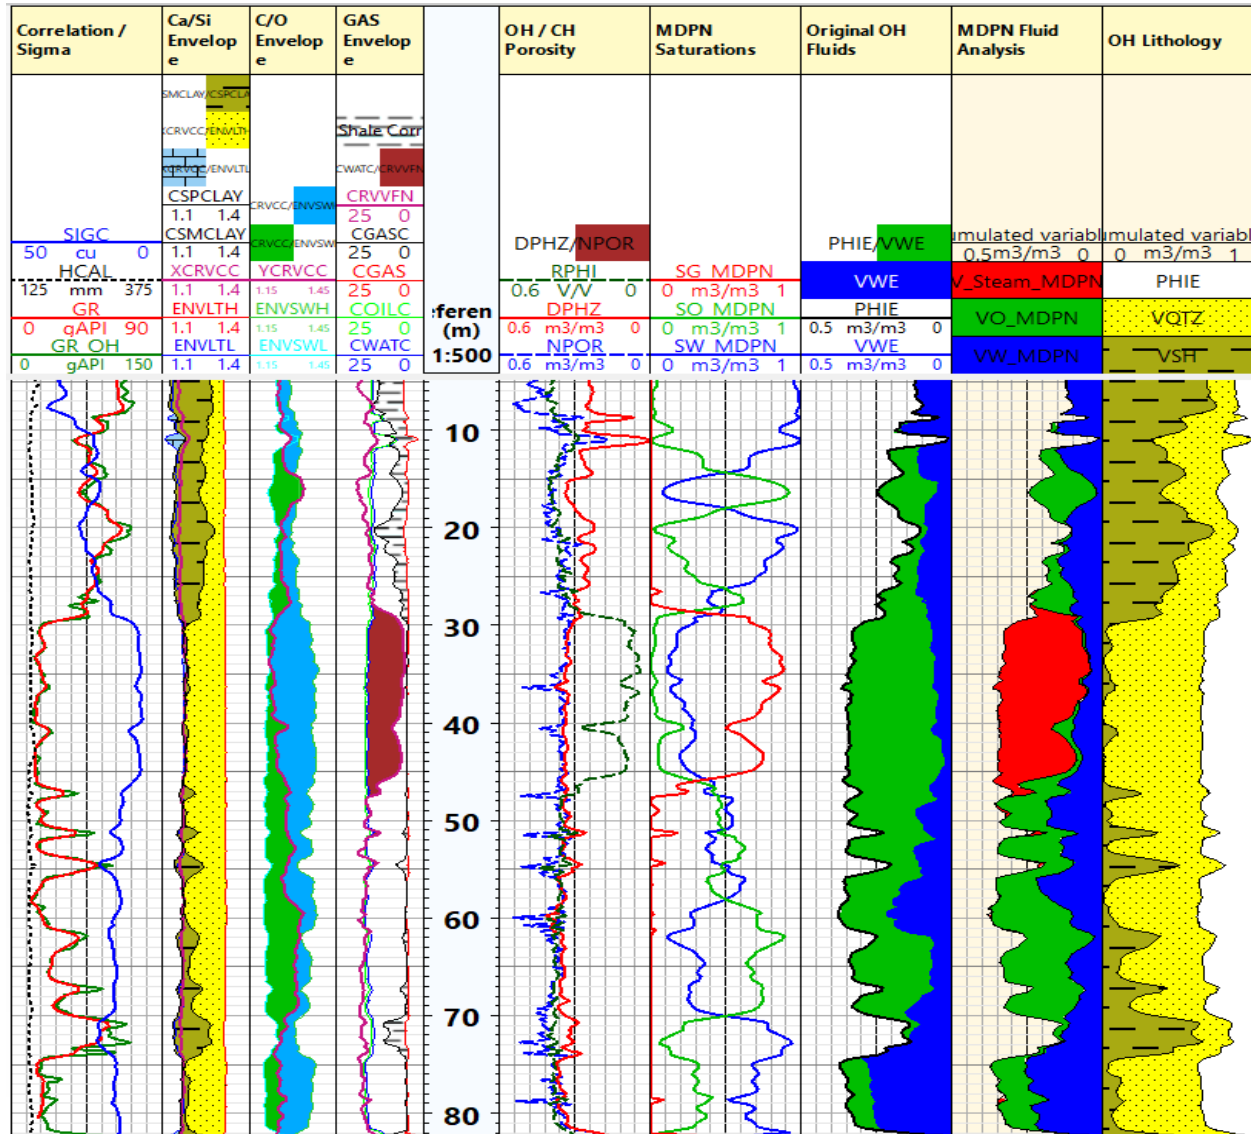 Correlation /
Sigma
Ca/Si
Envelop
e
C/O
Envelop
e
GAS
Envelop
e
OH / CH
Porosity
MDPN
Saturations
Original OH
Fluids
MDPN Fluid
Analysis
OH Lithology
SIGC
50 cu 0
HCAL
125 mm 375
GR
0 gAPI 90
GR_OH
0 gAPI 150
SMCLAY/CSPCLA
XCRVCC/ENVLTH
XCRVCC/ENVLTL
CSPCLAY
1.1 1.4
CSMCLAY
1.1 1.4
XCRVCC
1.1 1.4
ENVLTH
1.1 1.4
ENVLTL
1.1 1.4
CRVCC/ENVSWH
CRVCC/ENVSW
YCRVCC
1.15 1.45
ENVSWH
1.15 1.45
ENVSWL
1.15 1.45
Shale Corr
CWATC/CRVVFN
CRVVFN
25 0
CGASC
25 0
CGAS
25 0
COILC
25 0
CWATC
25 0
feren
(m)
1:500
DPHZ/NPOR
RPHI
0.6 V/V 0
DPHZ
0.6 m3/m3 0
NPOR
0.6 m3/m3 0
SG_MDPN
0 m3/m3 1
SO_MDPN
0 m3/m3 1
SW_MDPN
0 m3/m3 1
PHIE/VWE
VWE
PHIE
0.5 m3/m3 0
VWE
0.5 m3/m3 0
umulated variabl
0.5 m3/m3 0
V_Steam_MDPN
VO_MDPN
VW_MDPN
umulated variabl
0 m3/m3 1
PHIE
VQTZ
VSH
10
20
30
40
50
60
70
80